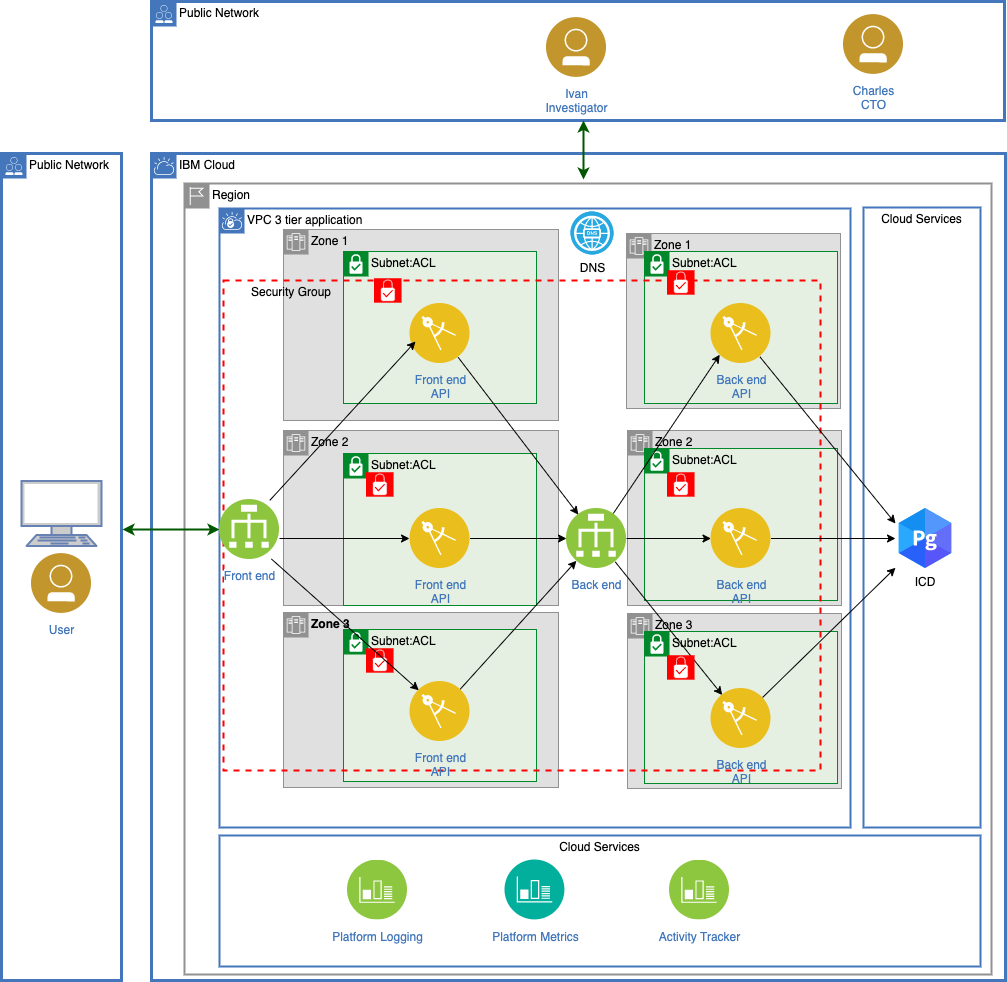 Public Network
Ivan
Investigator
Charles
CTO
Public Network
User
IBM Cloud
Region
VPC 3 tier application
DNS
DNS
Cloud Services
Zone 1
Subnet:ACL
Security Group
Front end
API
Zone 1
Subnet:ACL
Back end
API
Zone 2
Subnet:ACL
Front end
Front end
API
Back end
Zone 2
Subnet:ACL
Back end
API
Pg
ICD
Zone 3
Subnet:ACL
Front end
API
Zone 3
Subnet:ACL
Back end
API
Cloud Services
Platform Logging
Platform Metrics
Activity Tracker